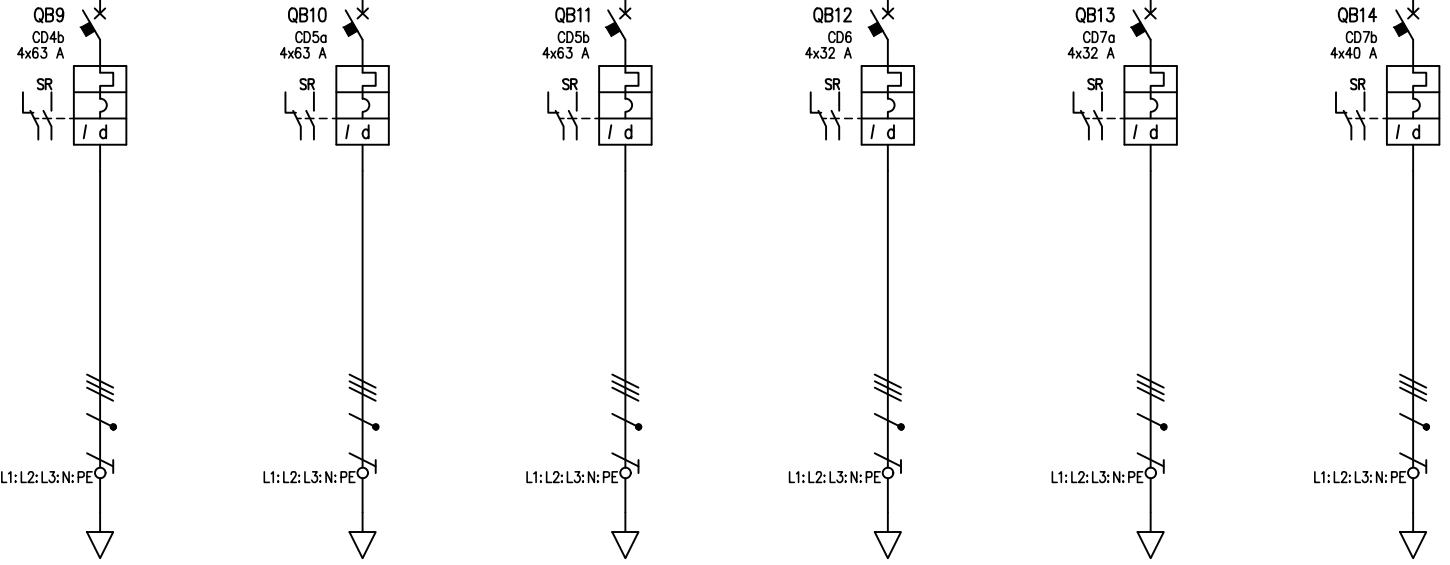 QB9
CD4b
4x63 A
SR
I d
L1:L2:L3:N:PE
QB10
CD5a
4x63 A
SR
I d
L1:L2:L3:N:PE
QB11
CD5b
4x63 A
SR
I d
L1:L2:L3:N:PE
QB12
CD6
4x32 A
SR
I d
L1:L2:L3:N:PE
QB13
CD7a
4x32 A
SR
I d
L1:L2:L3:N:PE
QB14
CD7b
4x40 A
SR
I d
L1:L2:L3:N:PE